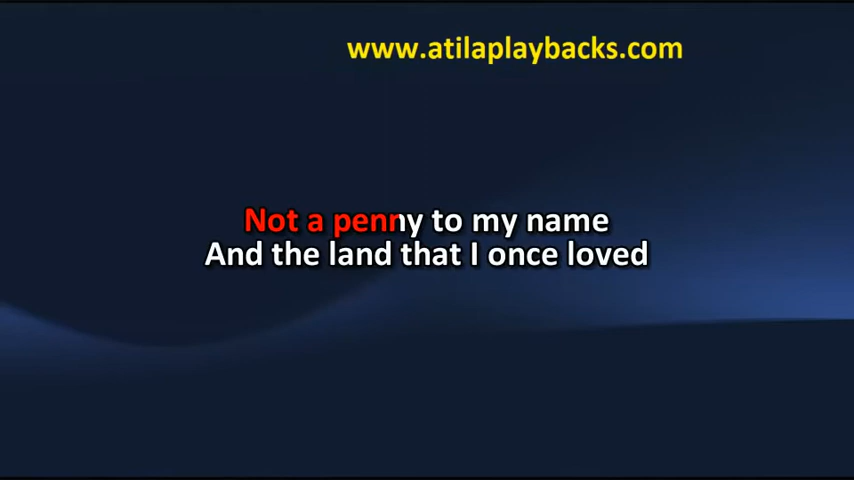 www.atilaplaybacks.com
Not a penny to my name
And the land that I once loved